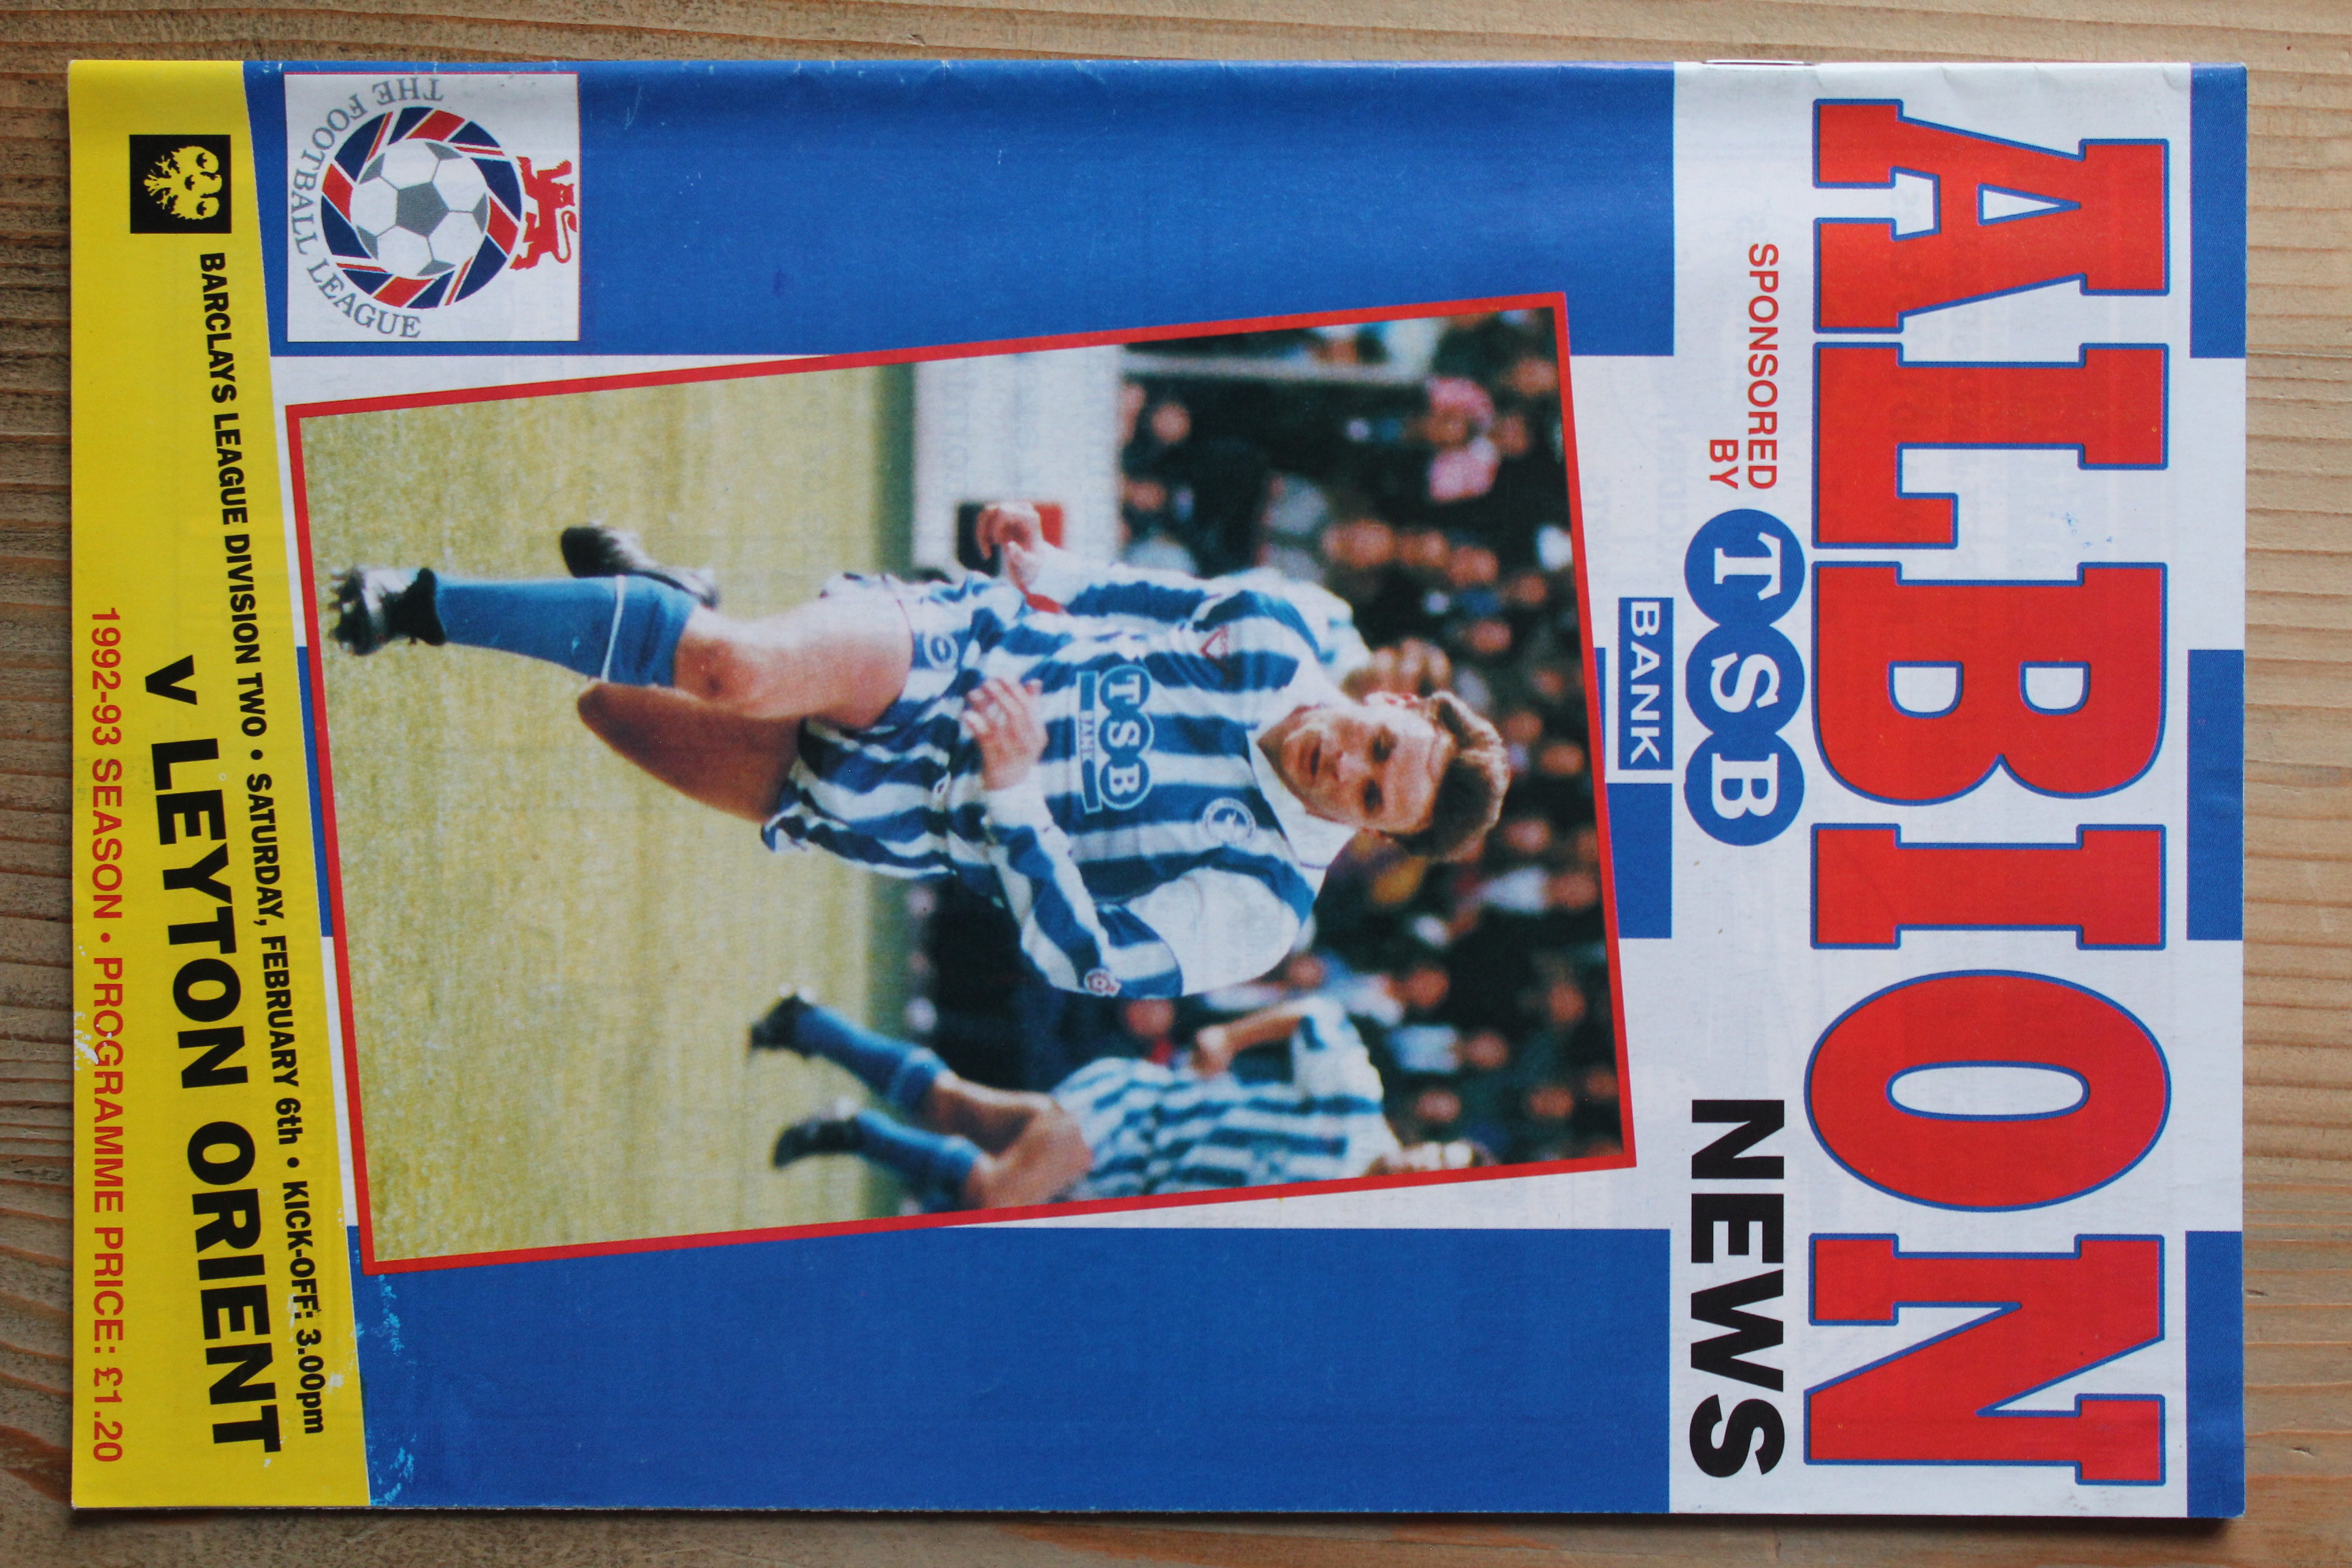 ALBION
SPONSORED
BY
TSB
BANK
NEWS
TSB
BANK
THE FOOTBALL LEAGUE
BARCLAYS LEAGUE DIVISION TWO • SATURDAY, FEBRUARY 6th • KICK-OFF: 3.00pm
v LEYTON ORIENT
1992-93 SEASON • PROGRAMME PRICE: £1.20